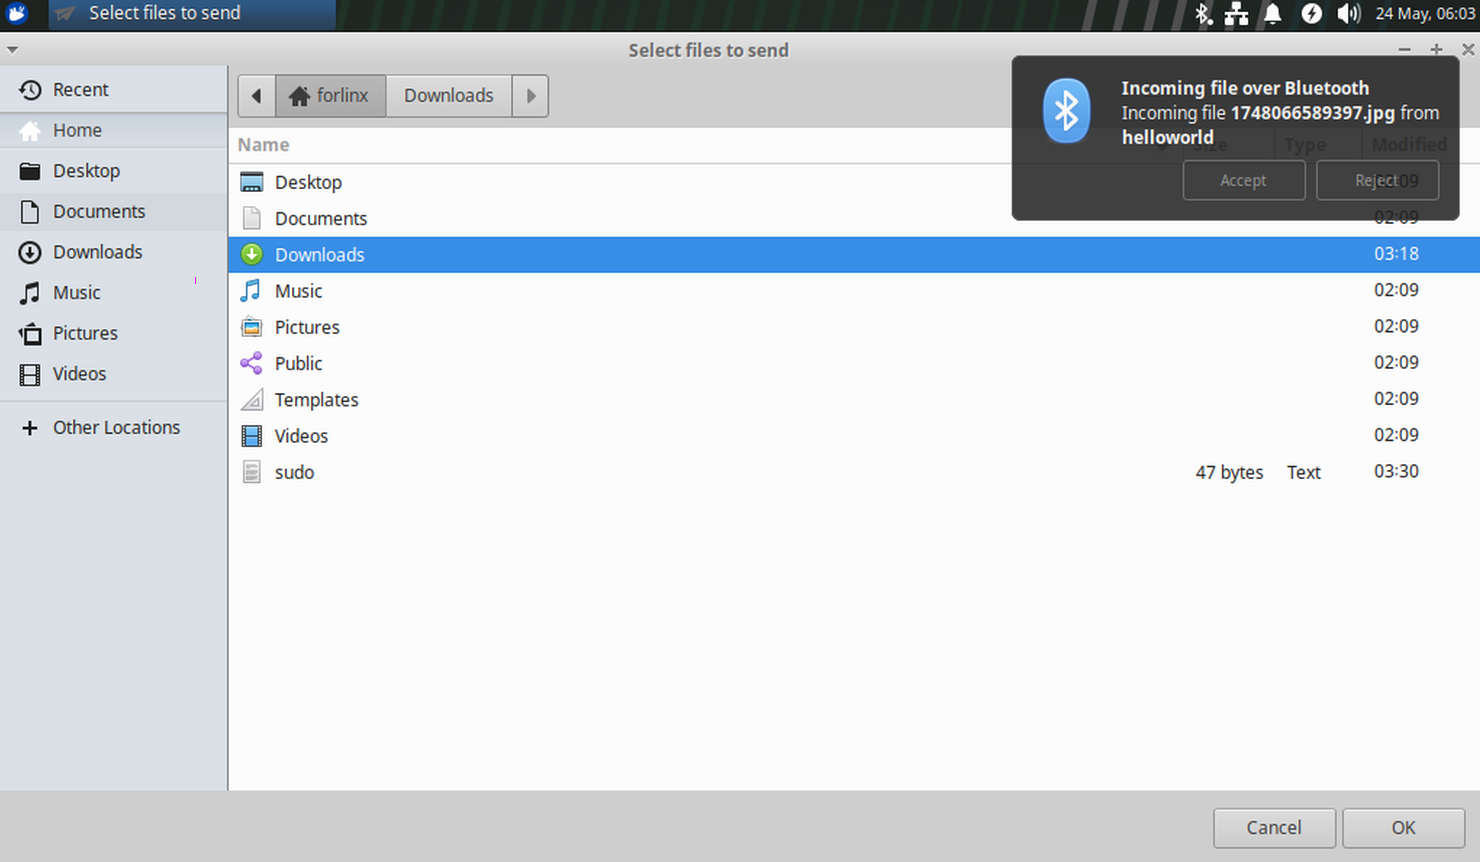 Select files to send
24 May, 06:03
Select files to send
Recent
Home
Desktop
Documents
Downloads
Music
Pictures
Videos
Other Locations
forlinx
Downloads
Incoming file over Bluetooth
Incoming file 1748066589397.jpg from
helloworld
Accept
Reject
Name
Size
Type
Modified
Desktop
Documents 02:09
Downloads 03:18
Music 02:09
Pictures 02:09
Public 02:09
Templates 02:09
Videos 02:09
sudo 47 bytes Text 03:30
Cancel
OK